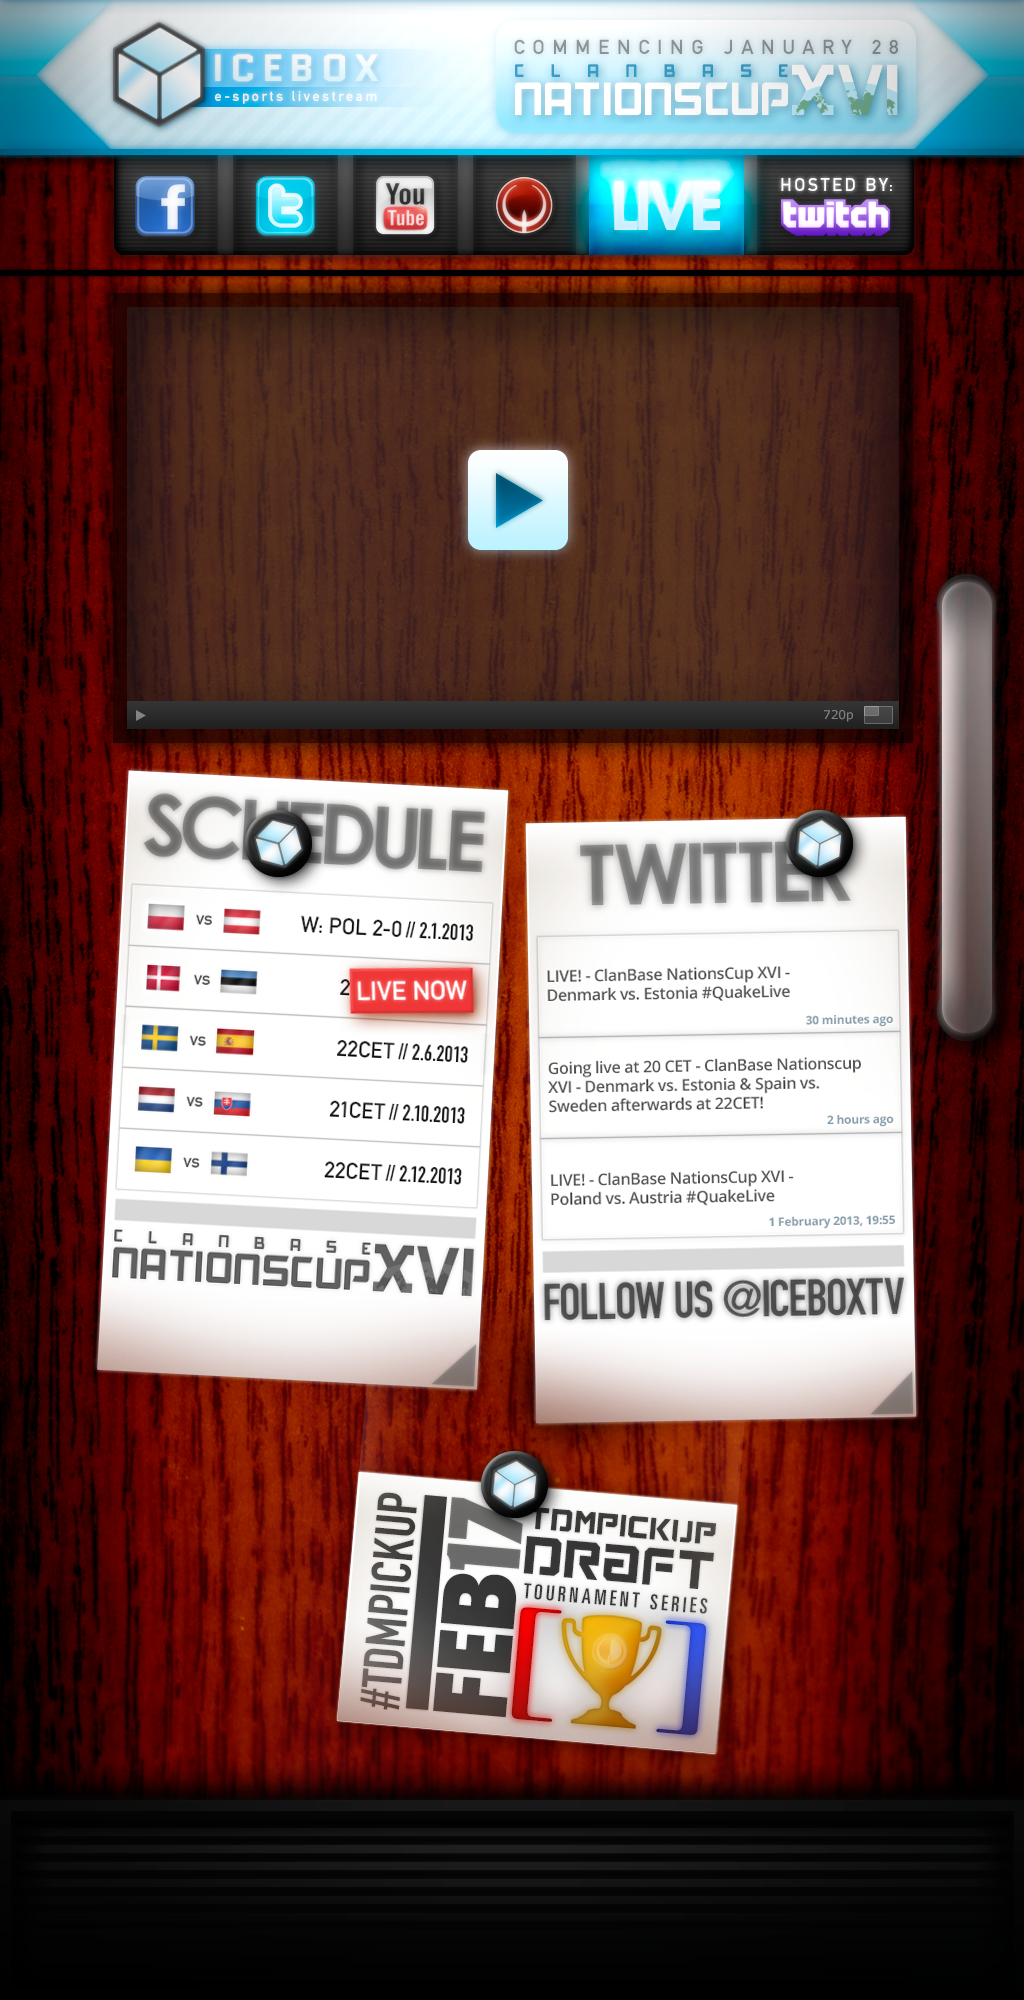 ICEBOX
e-sports livestream
COMMENCING JANUARY 28
CLANBASE
NATIONSCUP XVI
f
t
You
Tube
LIVE
HOSTED BY:
twitch
720p
SCHEDULE
VS
W: POL 2-0 // 2.1.2013
VS
2
LIVE NOW
VS
22CET // 2.6.2013
VS
21CET // 2.10.2013
VS
22CET // 2.12.2013
CLANBASE
NATIONSCUP XVI
TWITTER
LIVE! - ClanBase NationsCup XVI -
Denmark vs. Estonia #QuakeLive
30 minutes ago
Going live at 20 CET - ClanBase Nationscup
XVI - Denmark vs. Estonia & Spain vs.
Sweden afterwards at 22CET!
2 hours ago
LIVE! - ClanBase NationsCup XVI -
Poland vs. Austria #QuakeLive
1 February 2013, 19:55
FOLLOW US @ICEBOXTV
#TDMPICKUP
FEB17
TDMPICKUP
DRAFT
TOURNAMENT SERIES